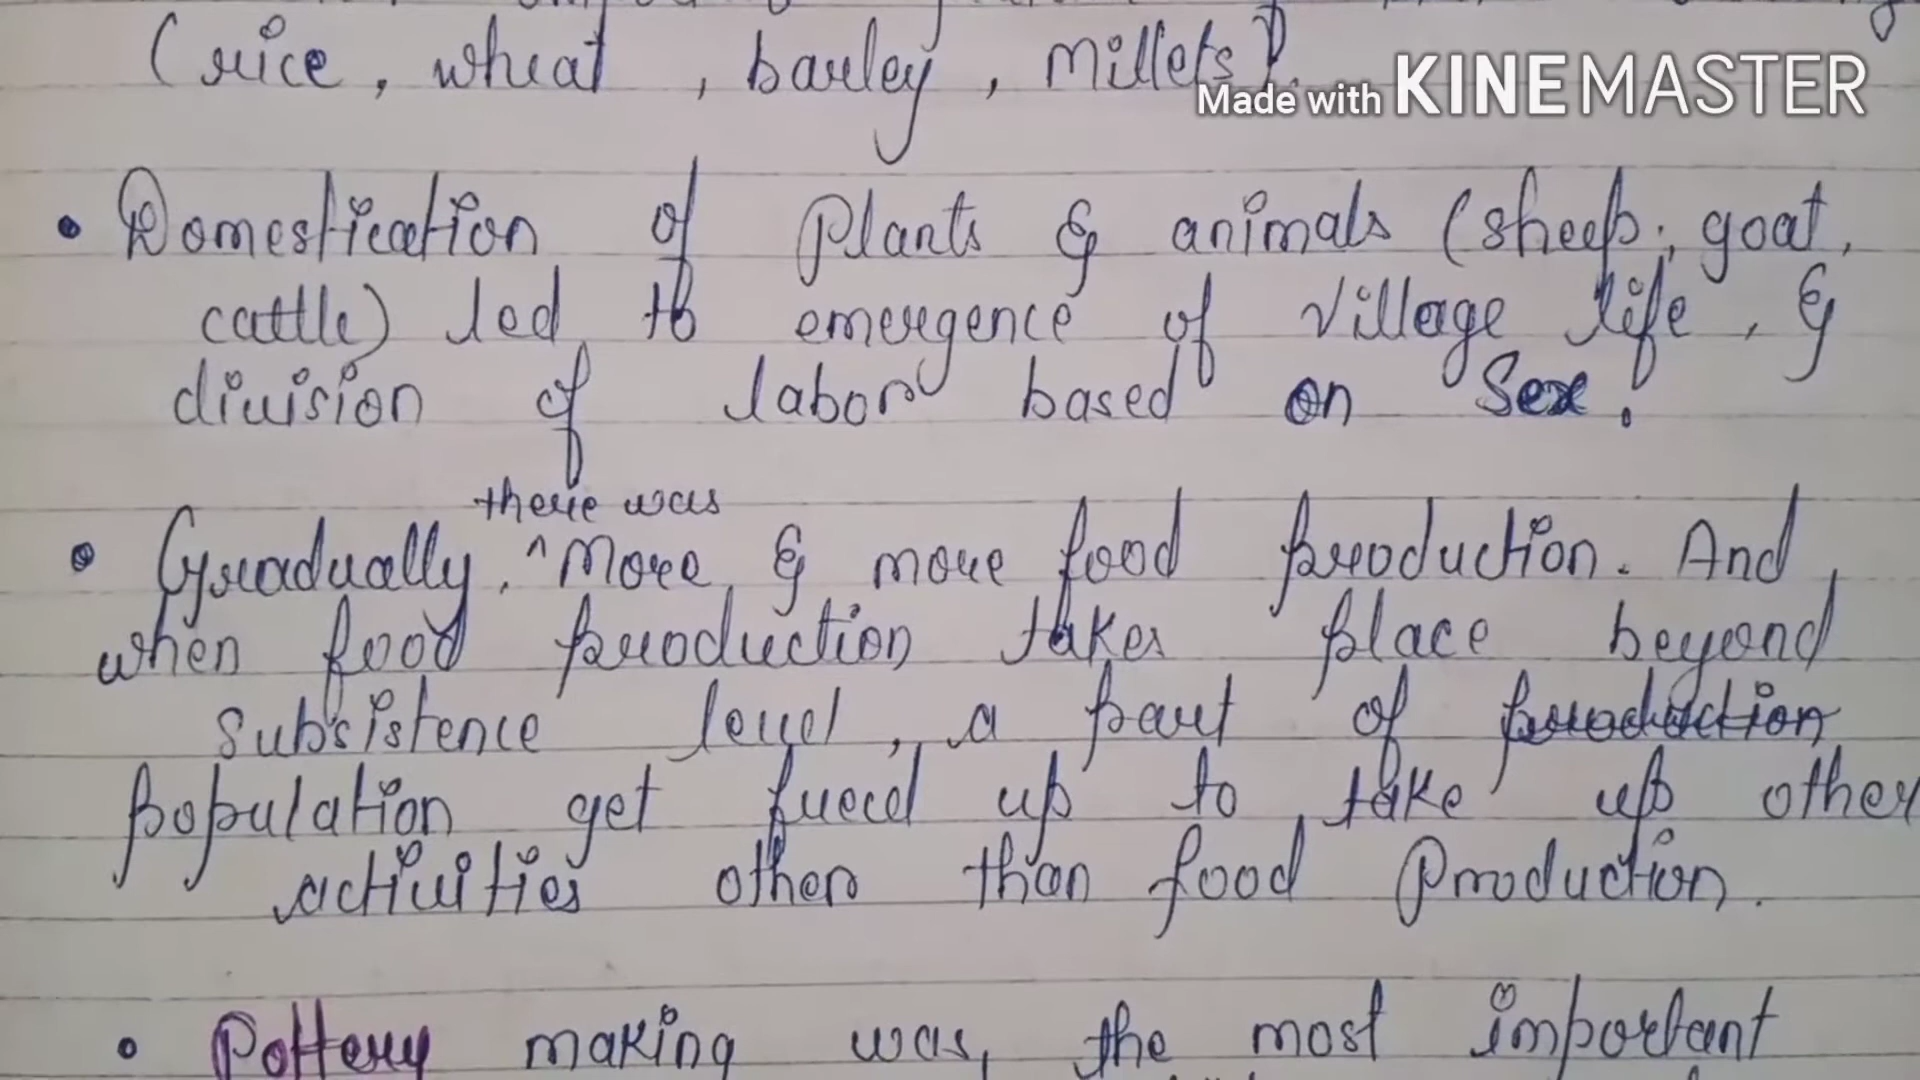 (rice, wheat, barley, millets).
Made with KINEMASTER
• Domestication of Plants & animals (sheep, goat,
cattle) led to emergence of village life, &
division of labor based on Sex.
there was
• Gradually, ^ More & more food production. And,
when food production takes place beyond
subsistence level, a part of production
population get fueed up to take up other
activities other than food Production.
• Pottery making was, the most important